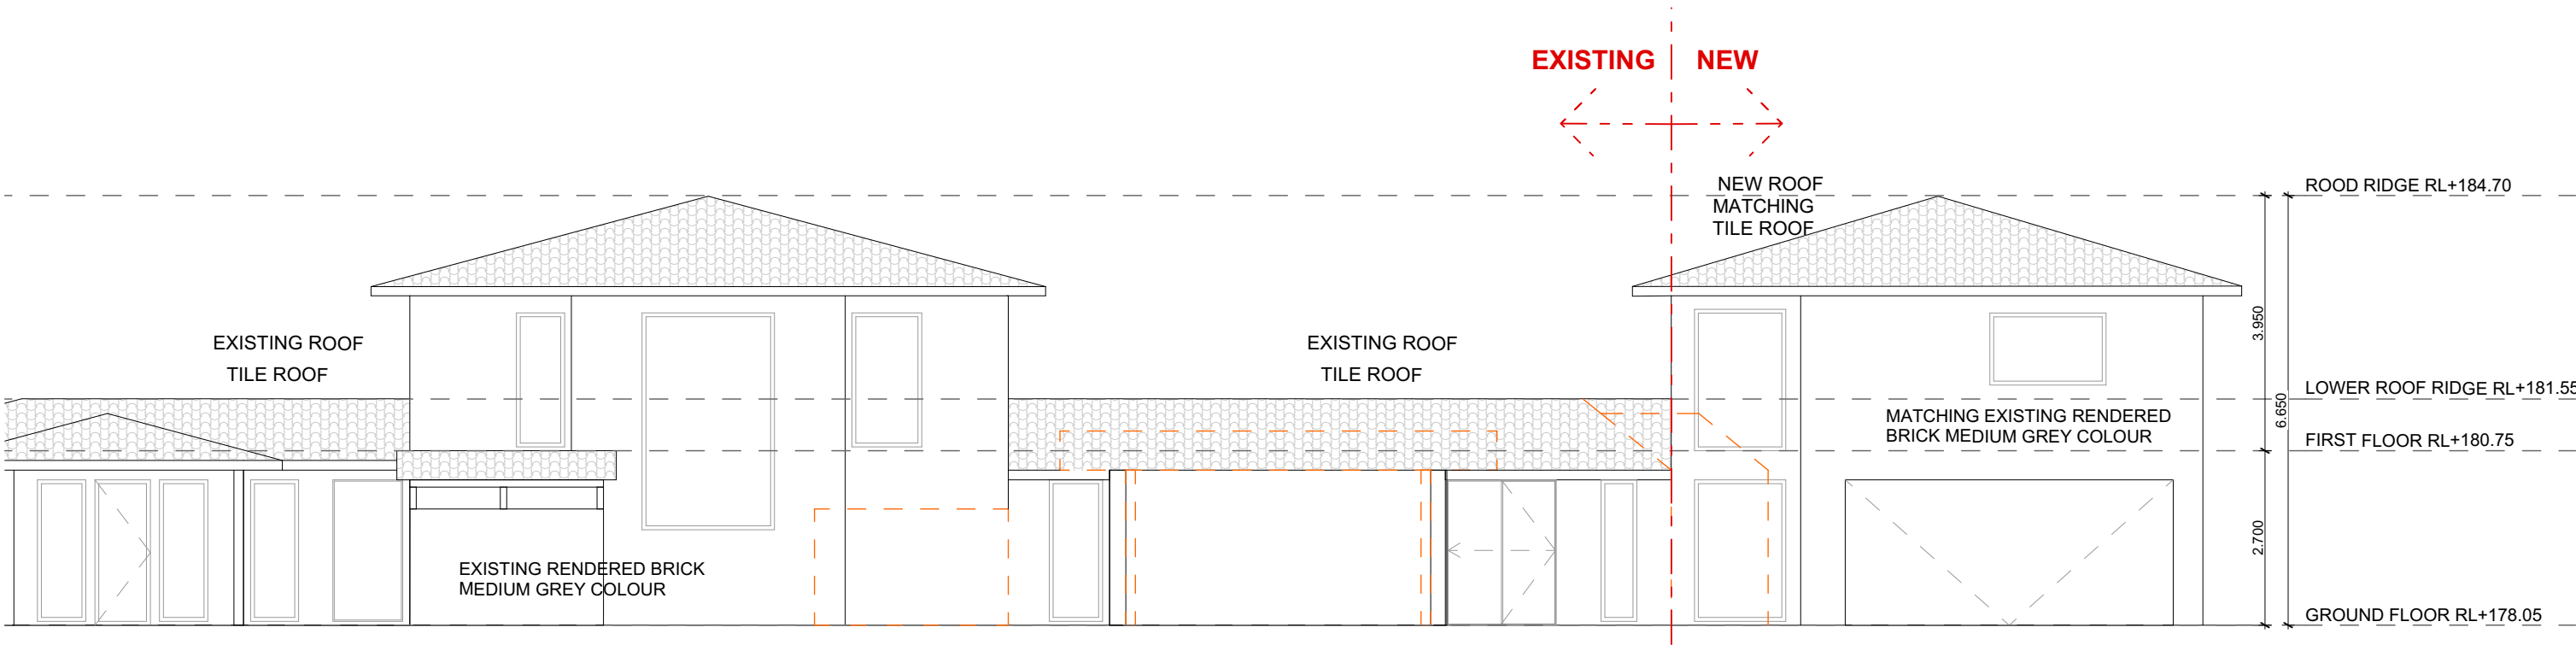 EXISTING NEW
NEW ROOF
MATCHING
TILE ROOF
ROOD RIDGE RL+184.70
EXISTING ROOF
TILE ROOF
EXISTING ROOF
TILE ROOF
3.950
LOWER ROOF RIDGE RL+181.55
6.650
MATCHING EXISTING RENDERED
BRICK MEDIUM GREY COLOUR
FIRST FLOOR RL+180.75
2.700
EXISTING RENDERED BRICK
MEDIUM GREY COLOUR
GROUND FLOOR RL+178.05